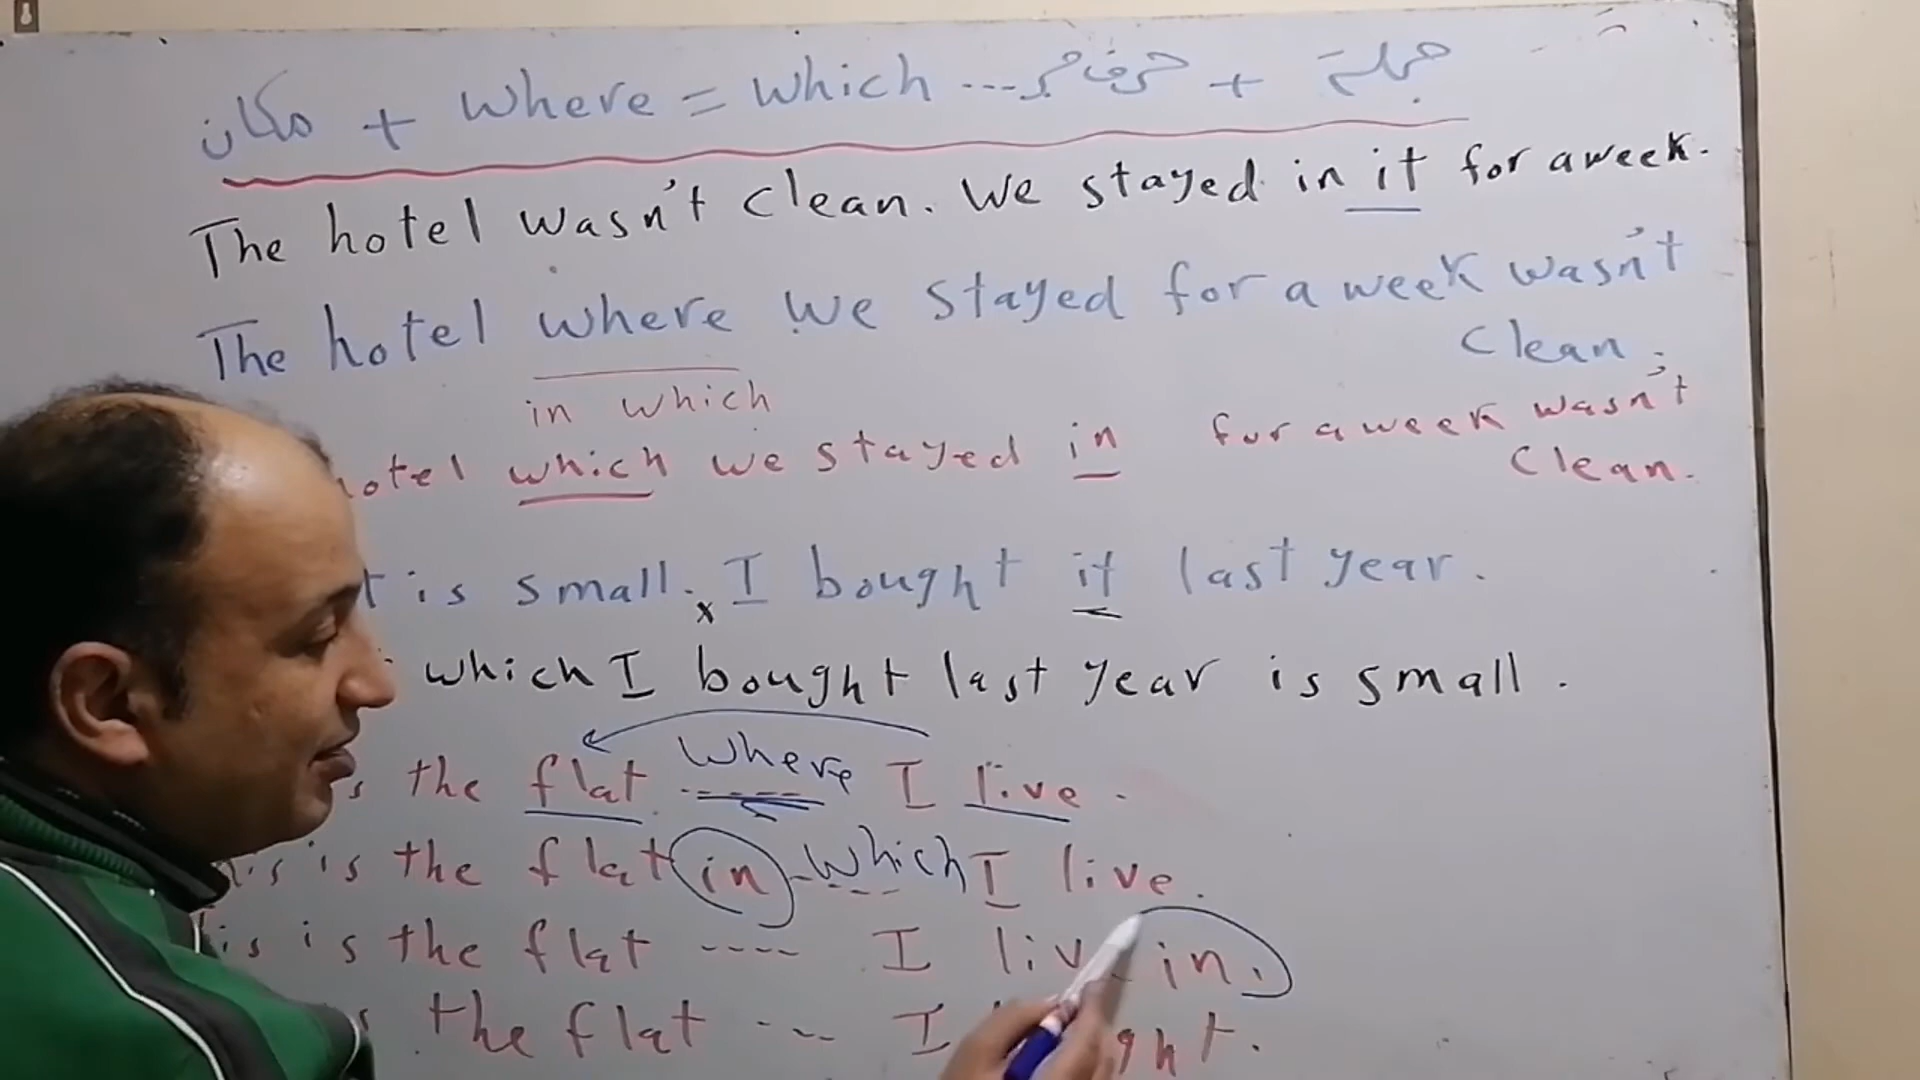 مكان + where = which ... حرف جر + جملة
The hotel wasn't clean. We stayed in it for a week.
The hotel where we stayed for a week wasn't
clean.
in which
otel which we stayed in for a week wasn't
clean.
t is small. x I bought it last year.
which I bought last year is small.
s the flat where I live.
is is the flat in which I live.
is is the flat ---- I liv in.
the flat --- I ght.